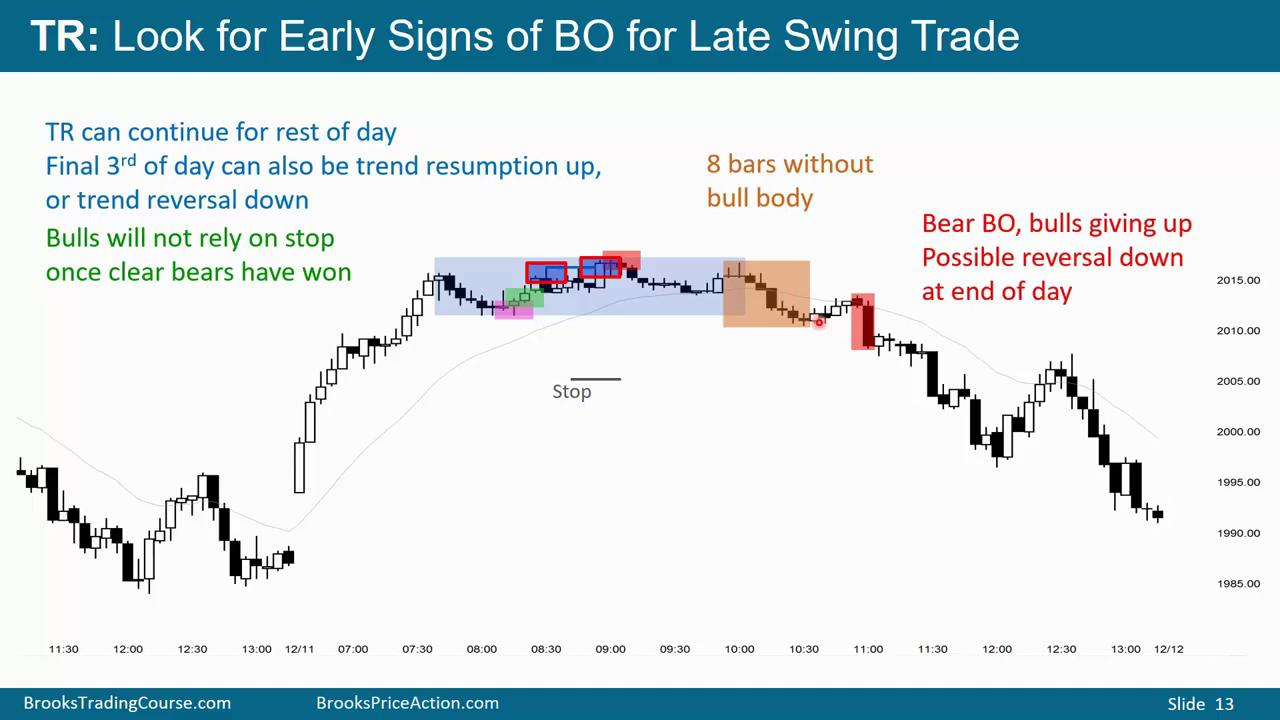 TR: Look for Early Signs of BO for Late Swing Trade
TR can continue for rest of day
Final 3rd of day can also be trend resumption up,
or trend reversal down
Bulls will not rely on stop
once clear bears have won
8 bars without
bull body
Bear BO, bulls giving up
Possible reversal down
at end of day
Stop
2015.00
2010.00
2005.00
2000.00
1995.00
1990.00
1985.00
11:30 12:00 12:30 13:00 12/11 07:00 07:30 08:00 08:30 09:00 09:30 10:00 10:30 11:00 11:30 12:00 12:30 13:00 12/12
BrooksTradingCourse.com BrooksPriceAction.com Slide 13